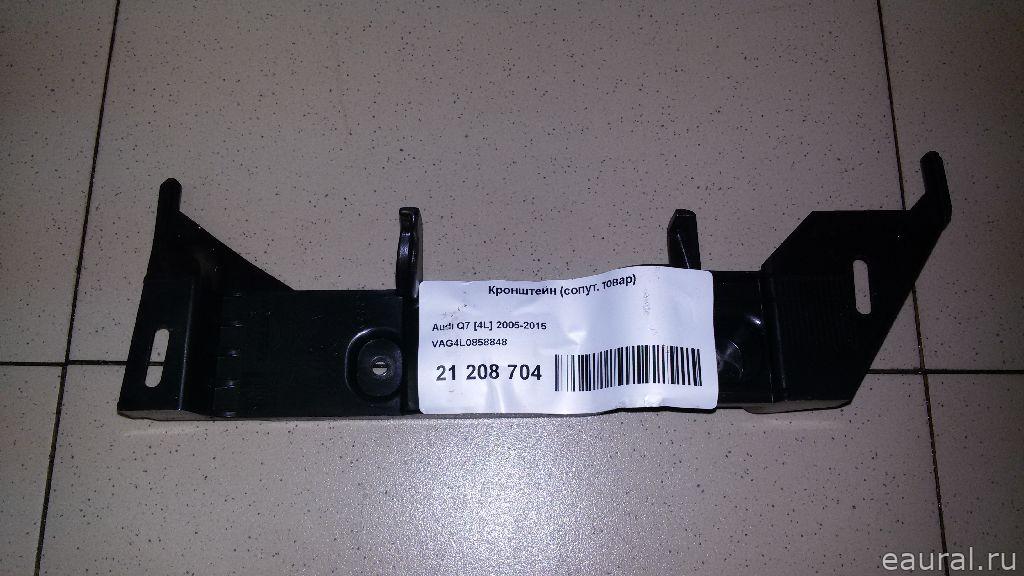 Кронштейн (сопут. товар)
Audi Q7 [4L] 2005-2015
VAG4L0858848
21 208 704
eaural.ru